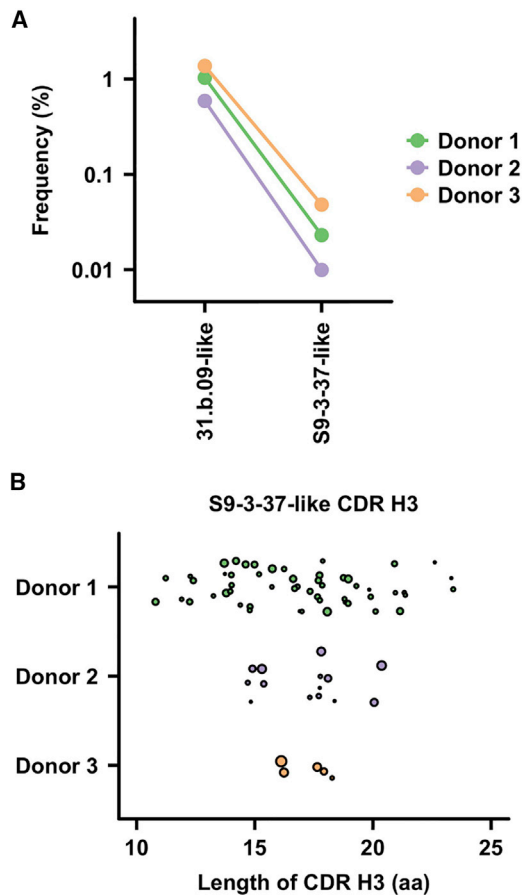 A
Frequency (%)
1
0.1
0.01
31.b.09-like
S9-3-37-like
Donor 1
Donor 2
Donor 3
B
S9-3-37-like CDR H3
Donor 1
Donor 2
Donor 3
10 15 20 25
Length of CDR H3 (aa)